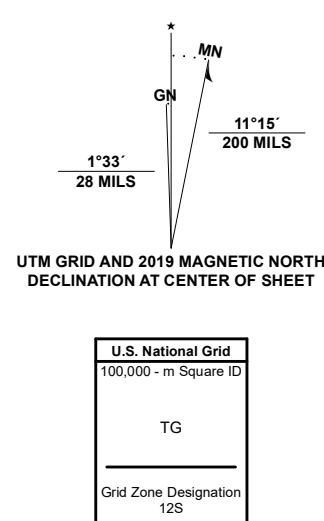 ★
MN
GN
11°15´
200 MILS
1°33´
28 MILS
UTM GRID AND 2019 MAGNETIC NORTH
DECLINATION AT CENTER OF SHEET
U.S. National Grid
100,000 - m Square ID
TG
Grid Zone Designation
12S